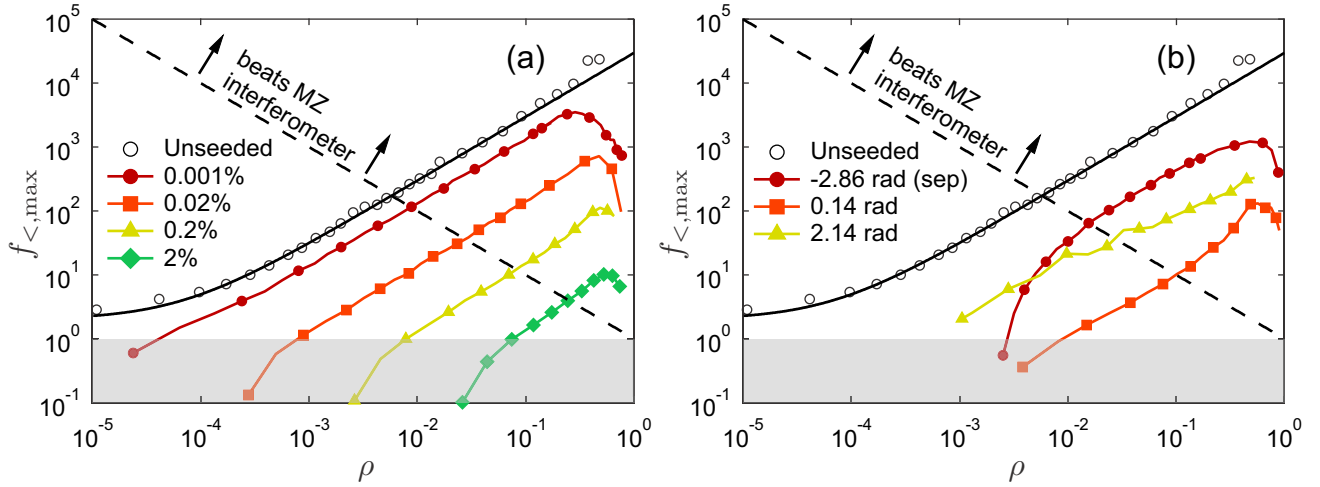 (a)
beats MZ
interferometer
Unseeded
0.001%
0.02%
0.2%
2%
f<,max
10^5
10^4
10^3
10^2
10^1
10^0
10^-1
10^-5
10^-4
10^-3
10^-2
10^-1
10^0
ρ
(b)
beats MZ
interferometer
Unseeded
-2.86 rad (sep)
0.14 rad
2.14 rad
f<,max
10^5
10^4
10^3
10^2
10^1
10^0
10^-1
10^-5
10^-4
10^-3
10^-2
10^-1
10^0
ρ